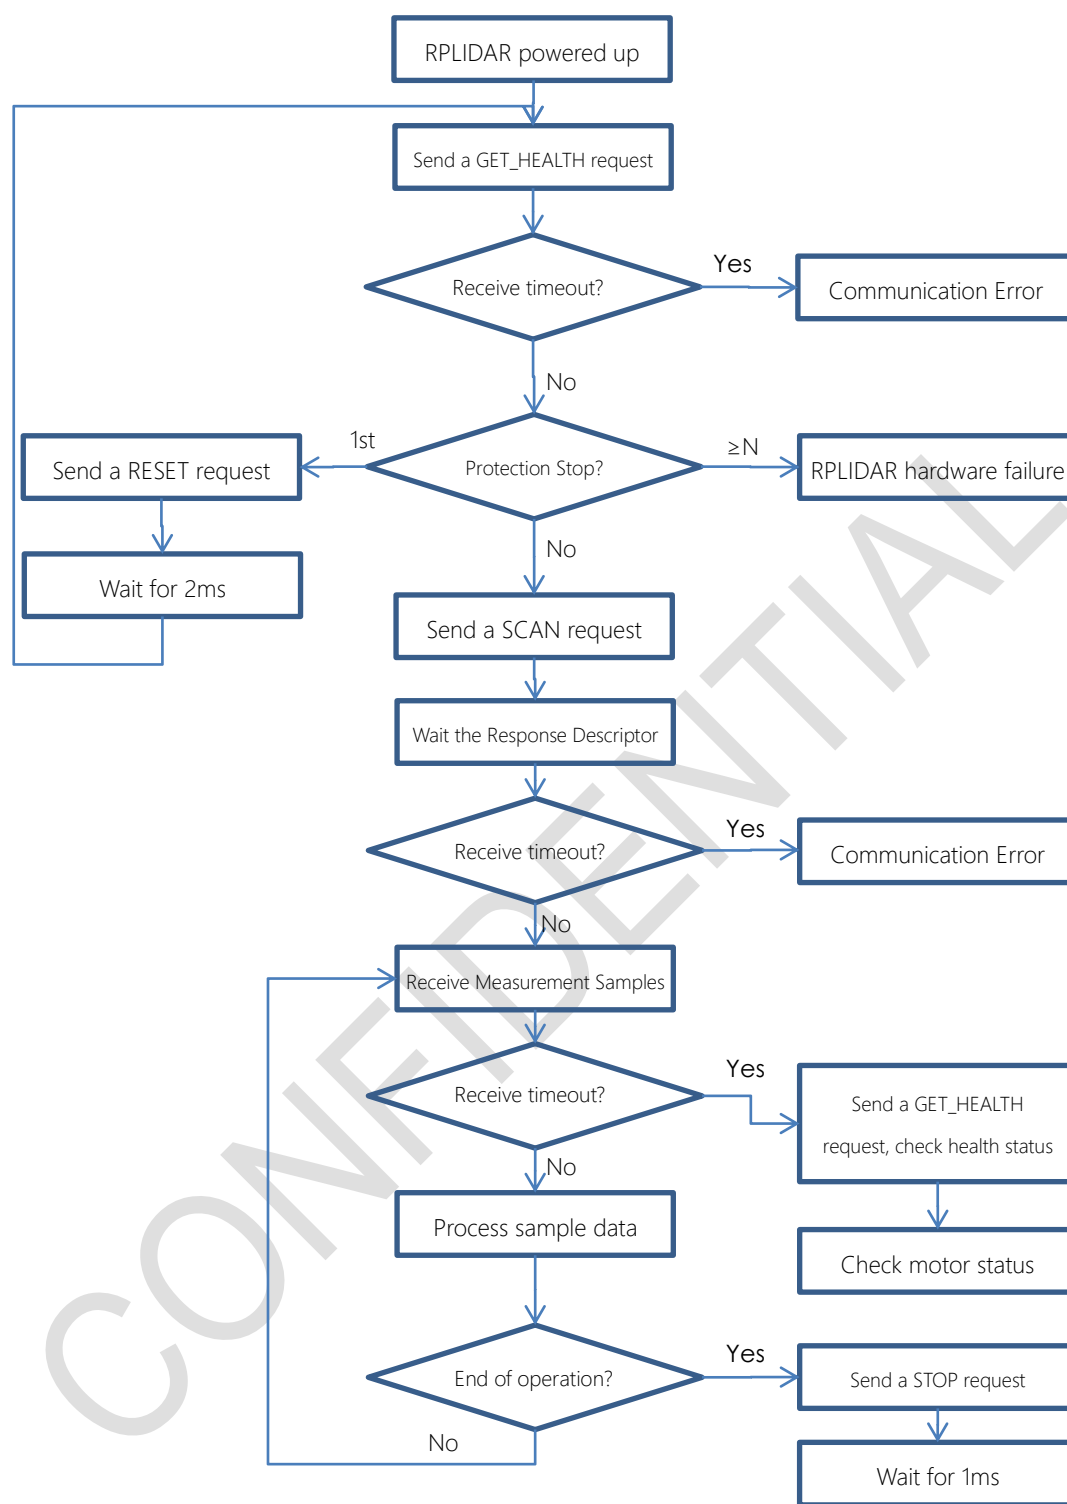 RPLIDAR powered up
Send a GET_HEALTH request
Receive timeout?
Yes
Communication Error
No
Protection Stop?
1st
Send a RESET request
≥N
RPLIDAR hardware failure
Wait for 2ms
No
Send a SCAN request
Wait the Response Descriptor
Receive timeout?
Yes
Communication Error
No
Receive Measurement Samples
Receive timeout?
Yes
Send a GET_HEALTH
request, check health status
Check motor status
No
Process sample data
End of operation?
Yes
Send a STOP request
Wait for 1ms
No
CONFIDENTIAL